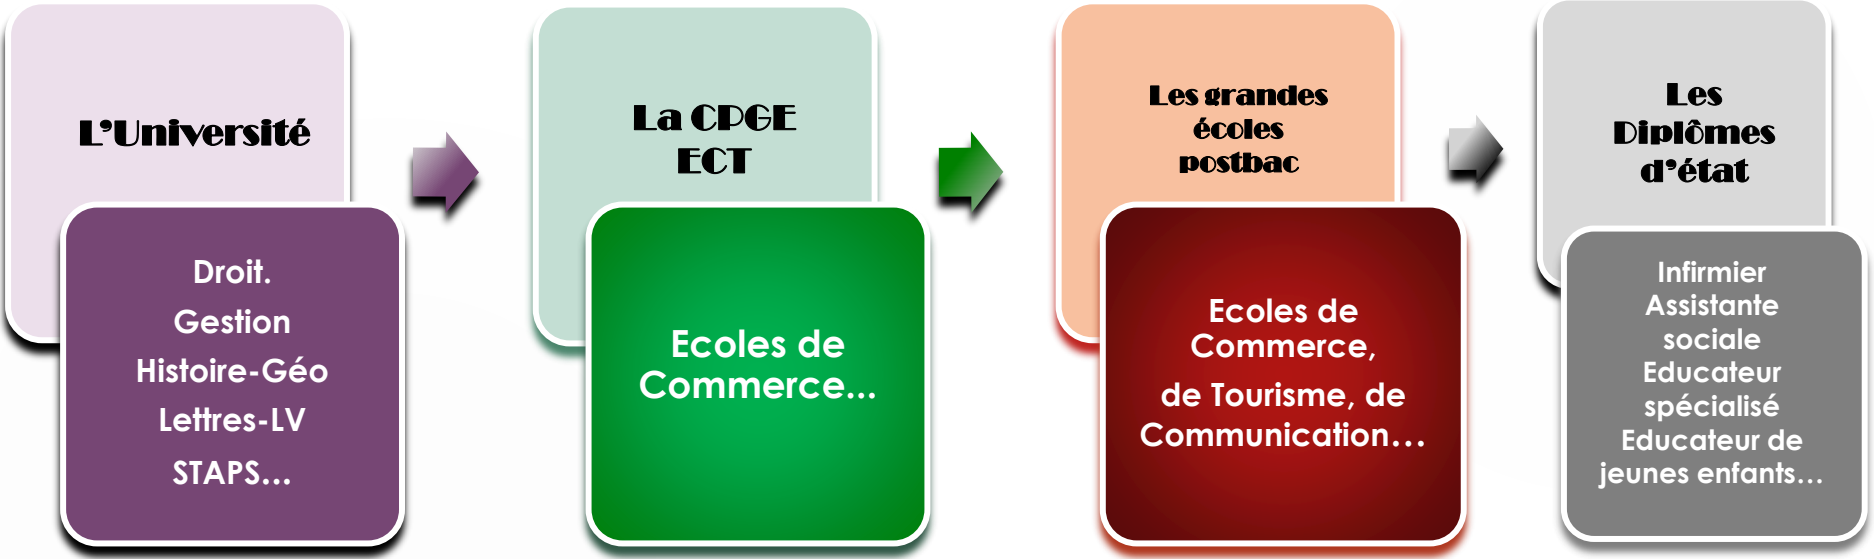 L'Université
Droit.
Gestion
Histoire-Géo
Lettres-LV
STAPS...
La CPGE
ECT
Ecoles de
Commerce...
Les grandes
écoles
postbac
Ecoles de
Commerce,
de Tourisme, de
Communication...
Les
Diplômes
d'état
Infirmier
Assistante
sociale
Educateur
spécialisé
Educateur de
jeunes enfants...